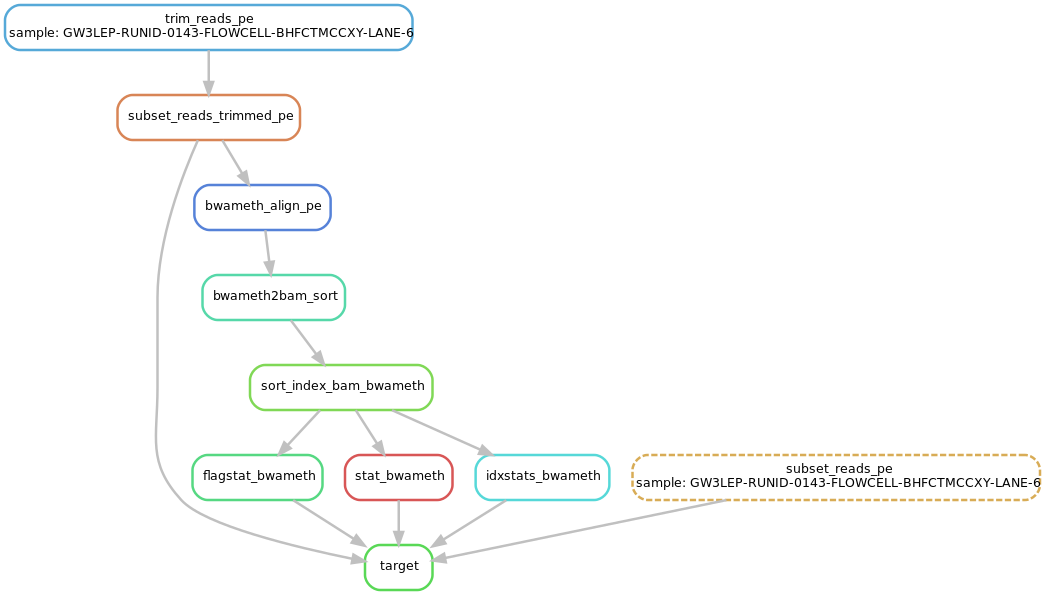 trim_reads_pe
sample: GW3LEP-RUNID-0143-FLOWCELL-BHFCTMCCXY-LANE-6
subset_reads_trimmed_pe
bwameth_align_pe
bwameth2bam_sort
sort_index_bam_bwameth
flagstat_bwameth
stat_bwameth
idxstats_bwameth
subset_reads_pe
sample: GW3LEP-RUNID-0143-FLOWCELL-BHFCTMCCXY-LANE-6
target